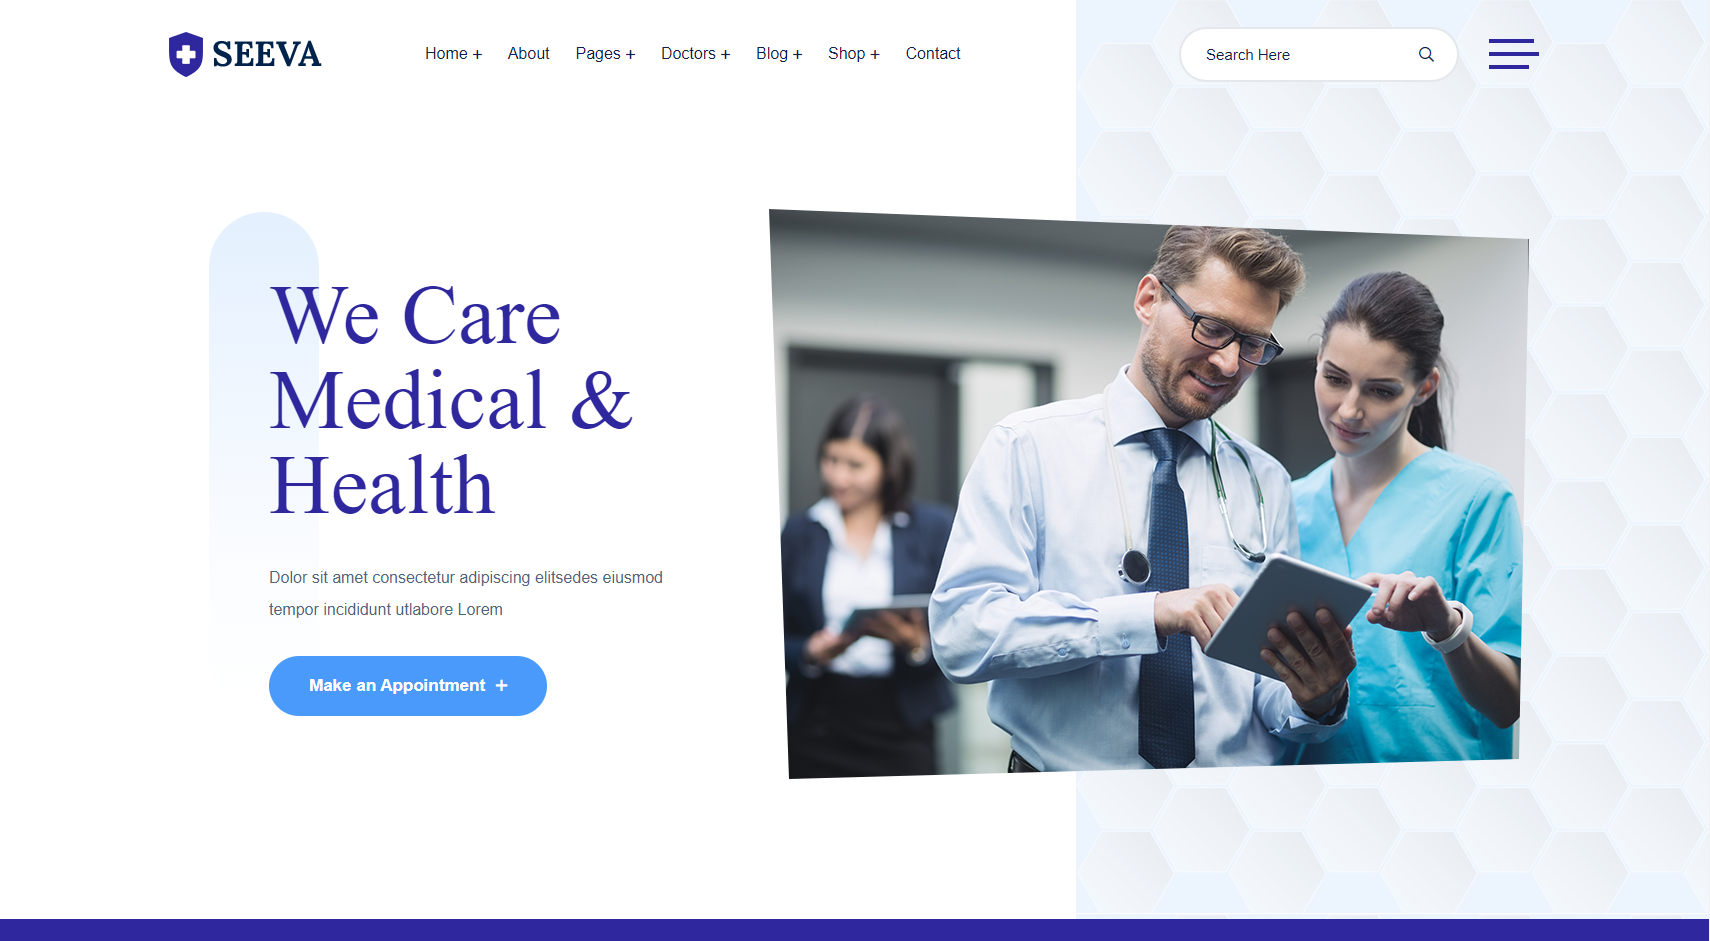 SEEVA
Home + About Pages + Doctors + Blog + Shop + Contact
Search Here
We Care
Medical &
Health
Dolor sit amet consectetur adipiscing elitsedes eiusmod
tempor incididunt utlabore Lorem
Make an Appointment +